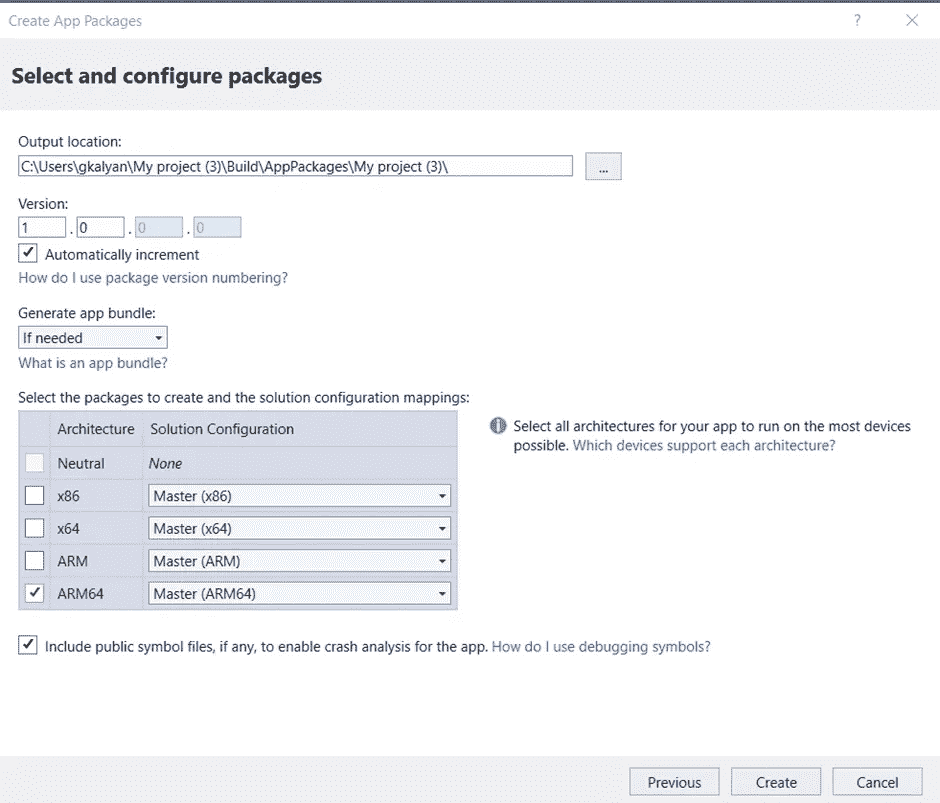 Create App Packages
?
Select and configure packages
Output location:
C:\Users\gkalyan\My project (3)\Build\AppPackages\My project (3)\
...
Version:
1 . 0 . 0 . 0
Automatically increment
How do I use package version numbering?
Generate app bundle:
If needed
What is an app bundle?
Select the packages to create and the solution configuration mappings:
Architecture Solution Configuration
Neutral None
x86 Master (x86)
x64 Master (x64)
ARM Master (ARM)
ARM64 Master (ARM64)
Select all architectures for your app to run on the most devices
possible. Which devices support each architecture?
Include public symbol files, if any, to enable crash analysis for the app. How do I use debugging symbols?
Previous Create Cancel